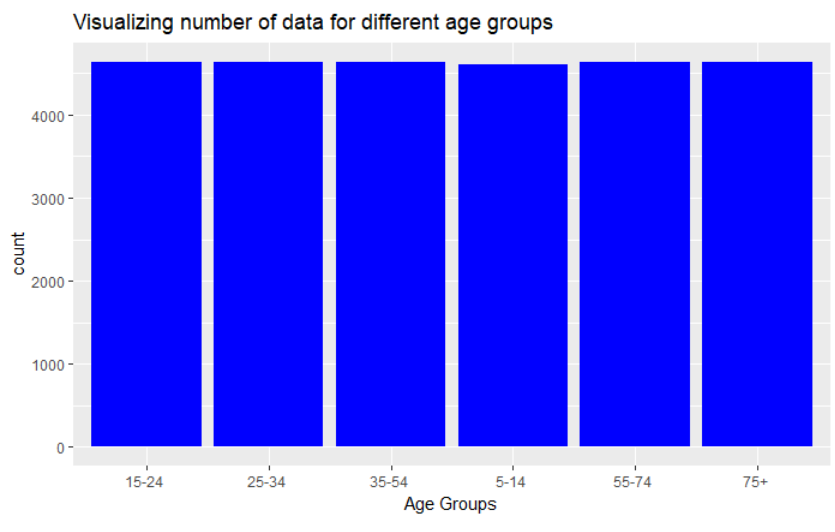 Visualizing number of data for different age groups
count
4000
3000
2000
1000
0
15-24 25-34 35-54 5-14 55-74 75+
Age Groups